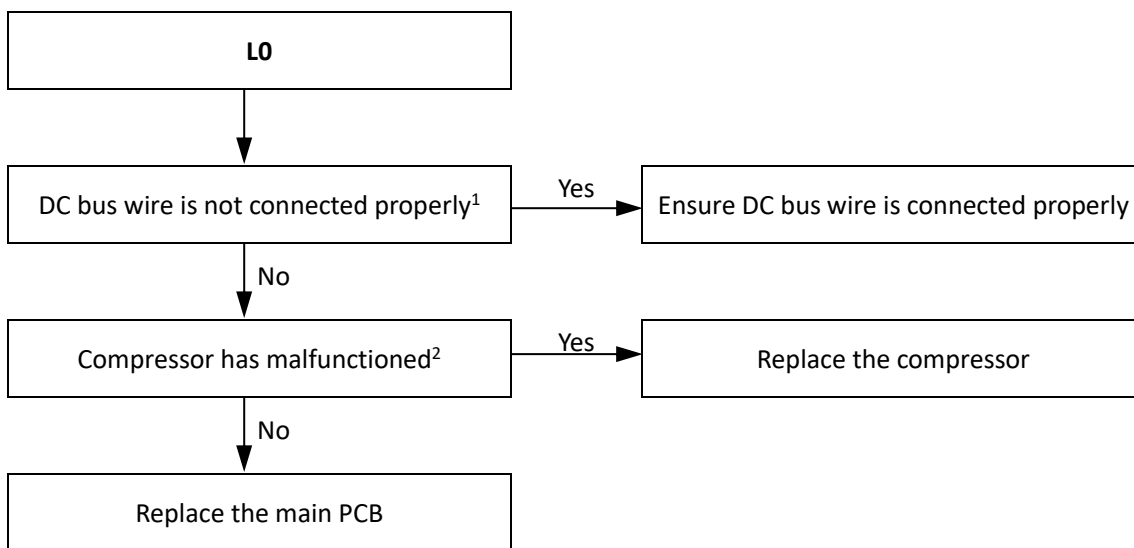 L0
DC bus wire is not connected properly¹
Yes
Ensure DC bus wire is connected properly
No
Compressor has malfunctioned²
Yes
Replace the compressor
No
Replace the main PCB